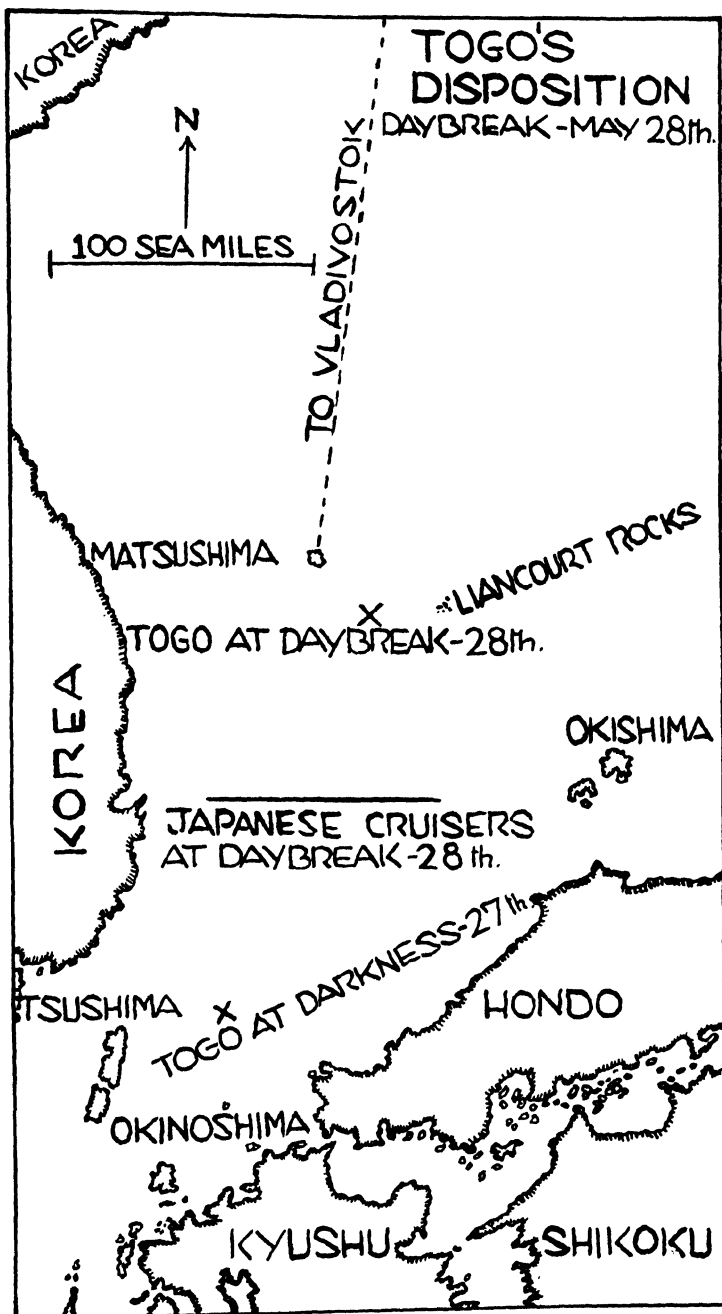 KOREA
TOGO'S
DISPOSITION
DAYBREAK-MAY 28th.
N
100 SEA MILES
TO VLADIVOSTOK
MATSUSHIMA
LIANCOURT ROCKS
TOGO AT DAYBREAK-28th.
KOREA
OKISHIMA
JAPANESE CRUISERS
AT DAYBREAK-28th.
TOGO AT DARKNESS-27th.
TSUSHIMA
HONDO
OKINOSHIMA
KYUSHU
SHIKOKU